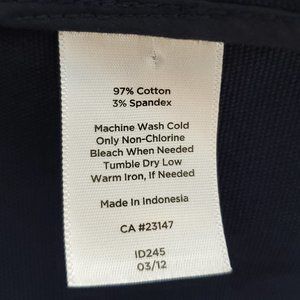 97% Cotton
3% Spandex
Machine Wash Cold
Only Non-Chlorine
Bleach When Needed
Tumble Dry Low
Warm Iron, If Needed
Made In Indonesia
CA #23147
ID245
03/12